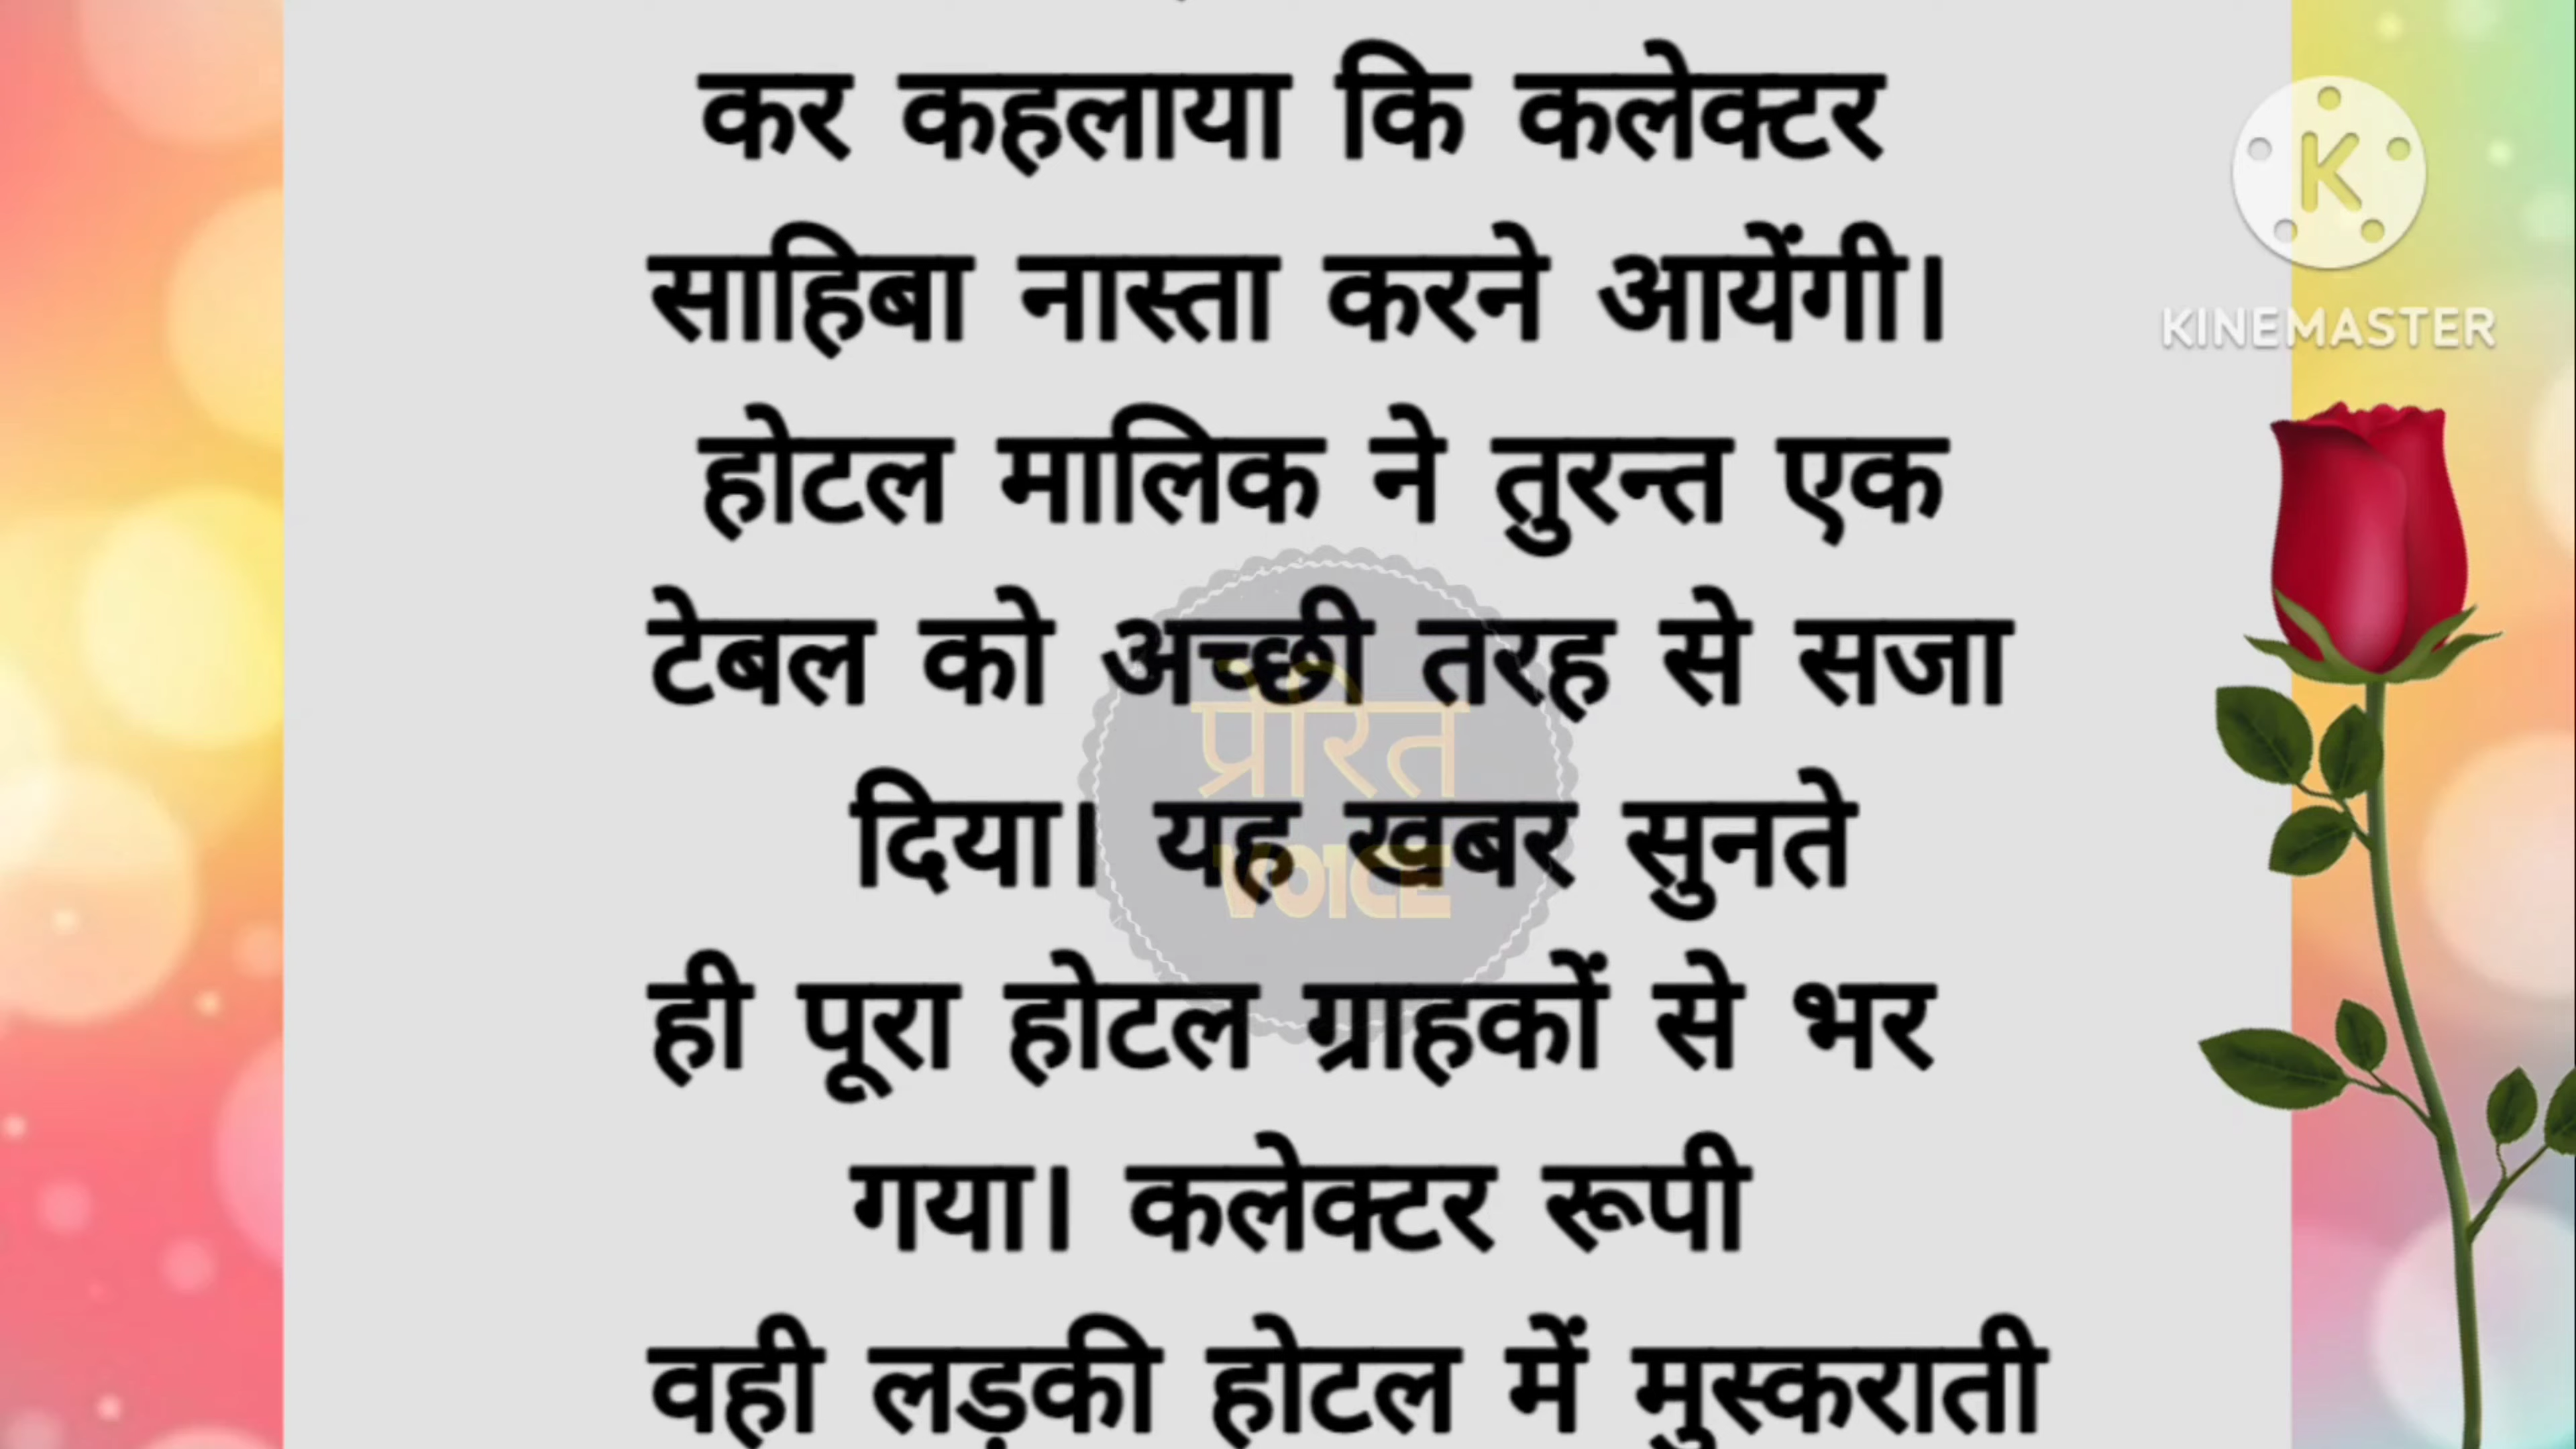 कर कहलाया कि कलेक्टर
साहिबा नास्ता करने आयेंगी।
होटल मालिक ने तुरन्त एक
टेबल को अच्छी तरह से सजा
दिया। यह खबर सुनते
ही पूरा होटल ग्राहकों से भर
गया। कलेक्टर रूपी
वही लड़की होटल में मुस्कराती
K
KINEMASTER
प्रेरित
VOICE